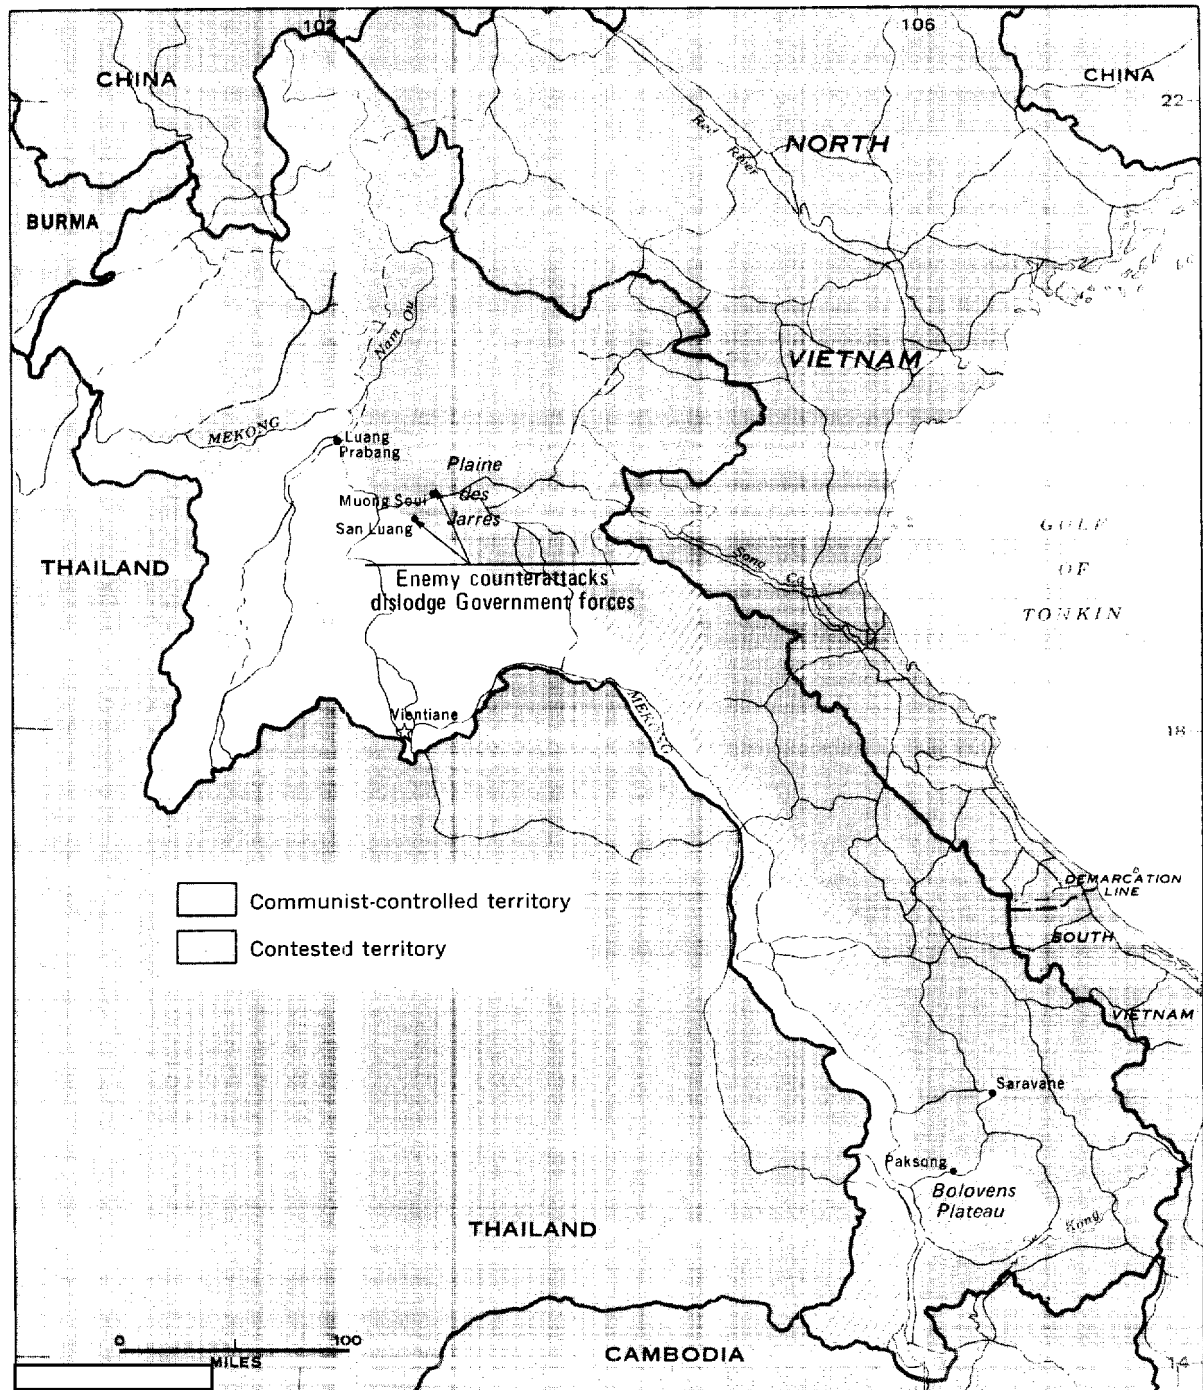 102
106
CHINA
CHINA
22
Red River
NORTH
BURMA
Nam Ou
VIETNAM
MEKONG
Luang
Prabang
Plaine
des
Jarres
Muong Soui
San Luang
GULF
OF
TONKIN
THAILAND
Song Ca
Enemy counterattacks
dislodge Government forces
MEKONG
Vientiane
18
DEMARCATION
LINE
Communist-controlled territory
Contested territory
SOUTH
VIETNAM
Saravane
Paksong
Bolovens
Plateau
Kong
THAILAND
0 100
MILES
CAMBODIA
14